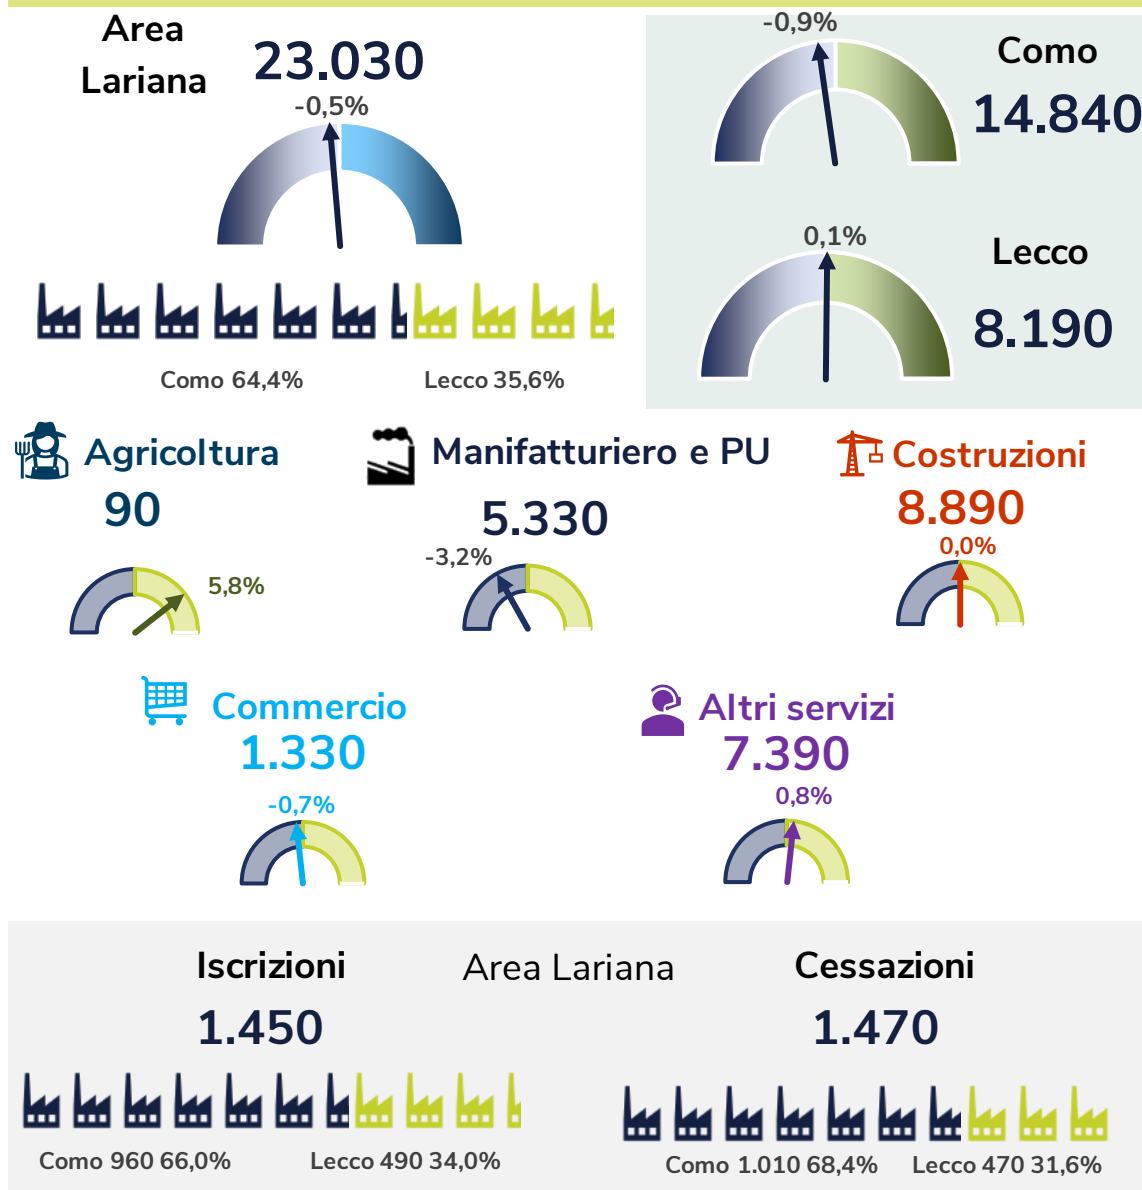 Area
Lariana
23.030
-0,5%
Como 64,4%
Lecco 35,6%
-0,9%
Como
14.840
0,1%
Lecco
8.190
Agricoltura
90
5,8%
Manifatturiero e PU
5.330
-3,2%
Costruzioni
8.890
0,0%
Commercio
1.330
-0,7%
Altri servizi
7.390
0,8%
Iscrizioni
Area Lariana
Cessazioni
1.450
1.470
Como 960 66,0%
Lecco 490 34,0%
Como 1.010 68,4%
Lecco 470 31,6%